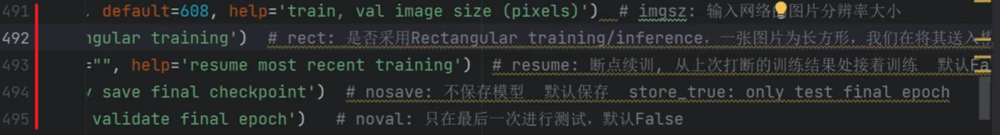 491 , default=608, help='train, val image size (pixels)') # imgsz: 输入网络图片分辨率大小
492 ngular training') # rect: 是否采用Rectangular training/inference，一张图片为长方形，我们在将其送入模
493 ="", help='resume most recent training') # resume: 断点续训, 从上次打断的训练结果处接着训练 默认Fa
494 y save final checkpoint') # nosave: 不保存模型 默认保存 store_true: only test final epoch
495 validate final epoch') # noval: 只在最后一次进行测试，默认False